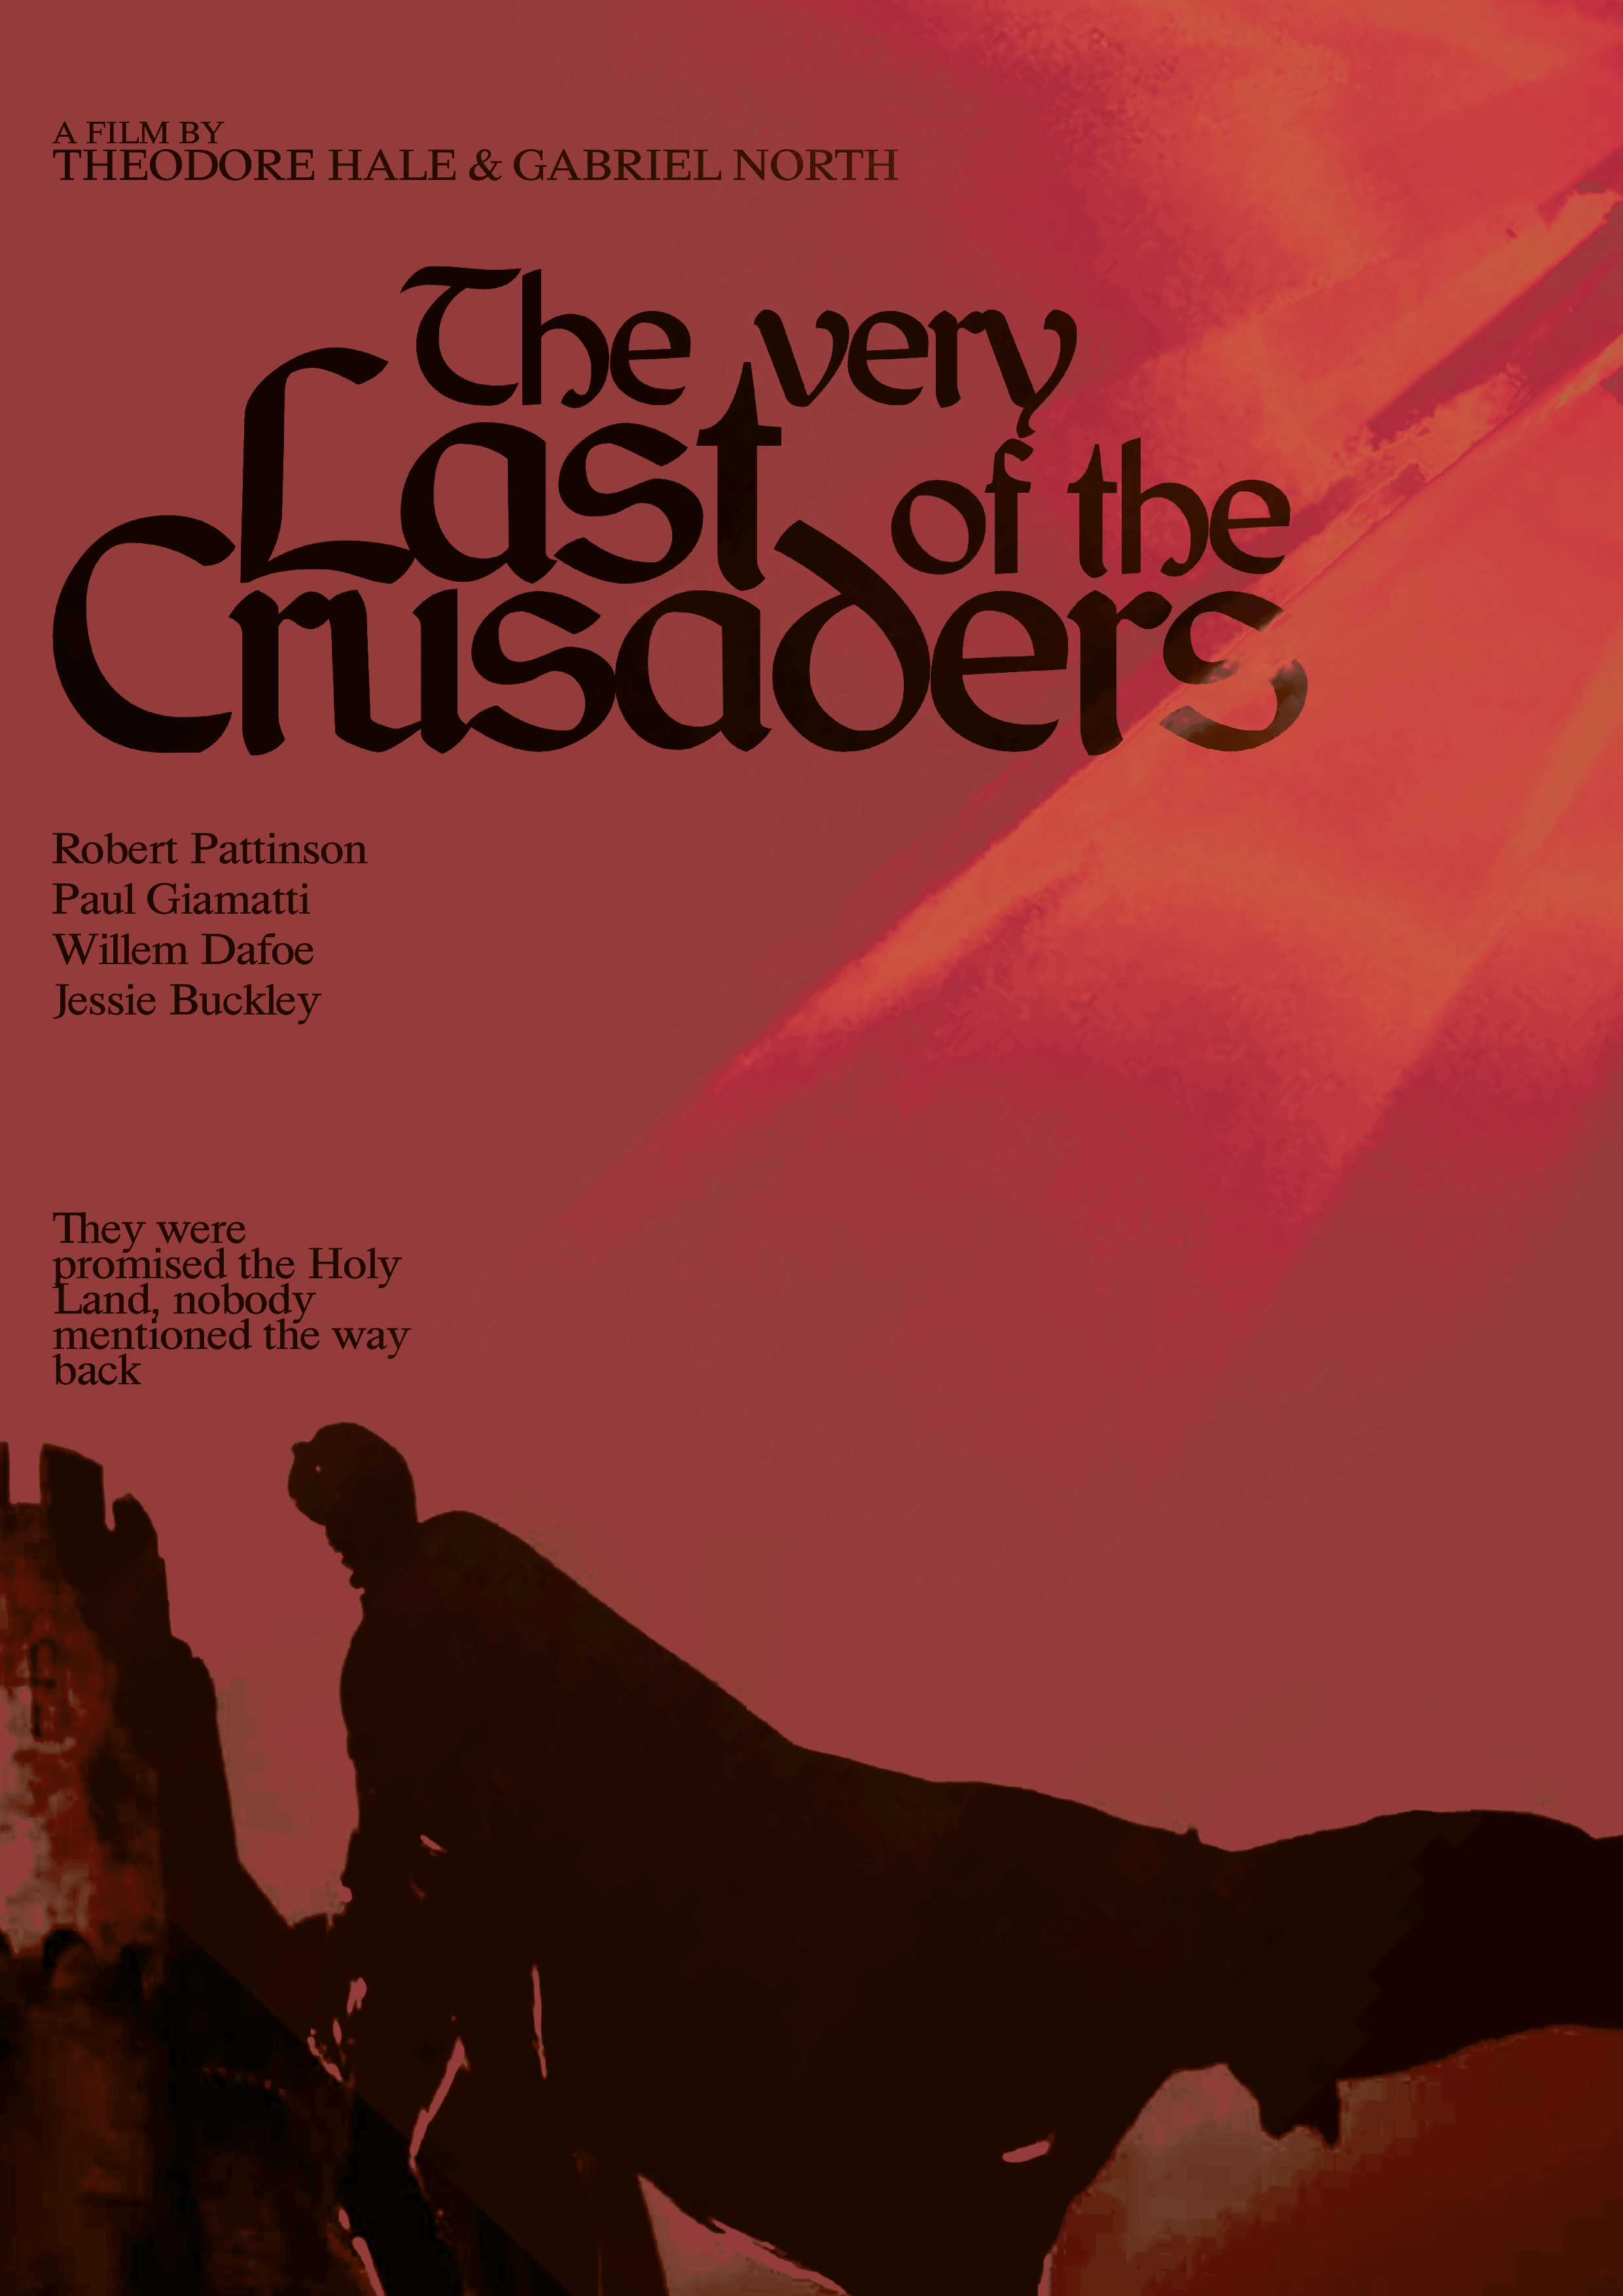 A FILM BY
THEODORE HALE & GABRIEL NORTH
The very
Last of the
Crusaders
Robert Pattinson
Paul Giamatti
Willem Dafoe
Jessie Buckley
They were
promised the Holy
Land, nobody
mentioned the way
back